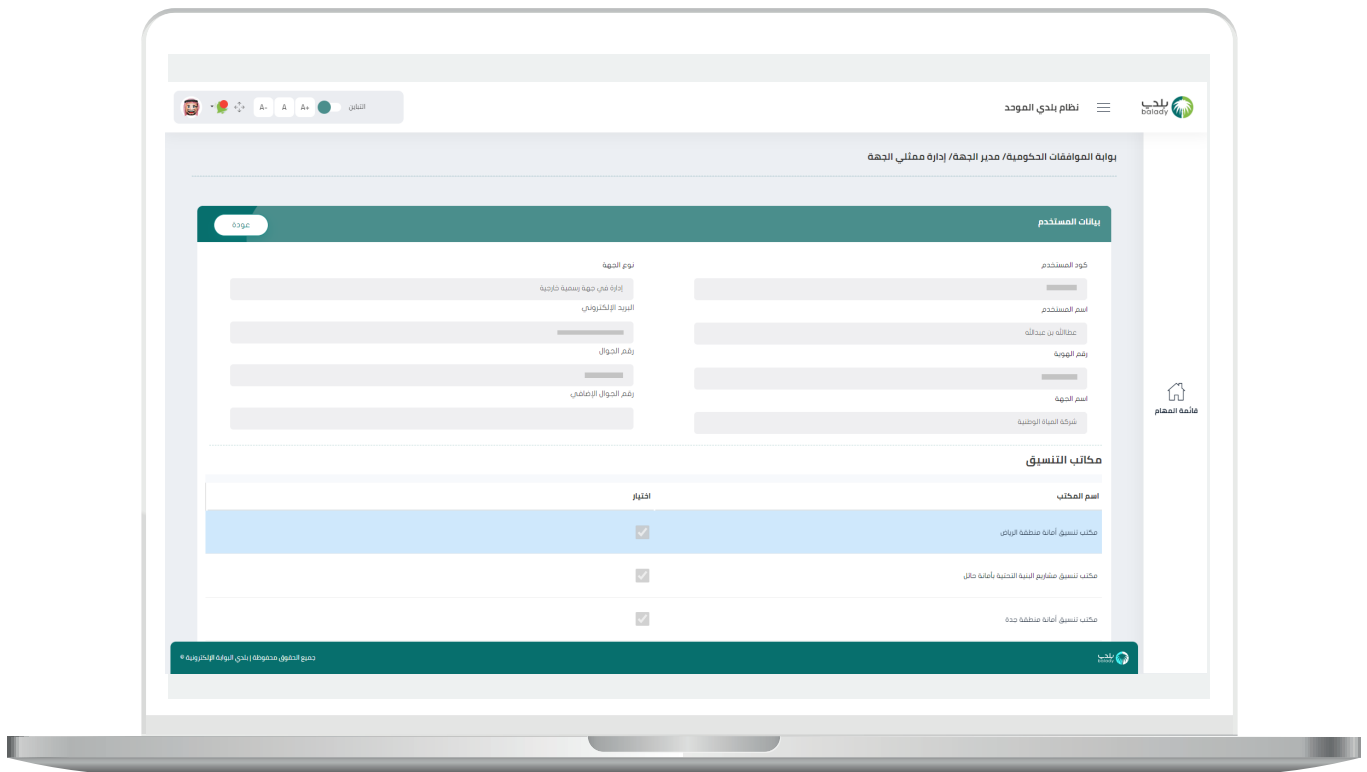 بلدي
balady
نظام بلدي الموحد
التباين
A+
A
A-
بوابة الموافقات الحكومية/ مدير الجهة/ إدارة ممثلي الجهة
بيانات المستخدم
عودة
كود المستخدم
نوع الجهة
إدارة في جهة رسمية خارجية
اسم المستخدم
البريد الإلكتروني
عطاالله بن عبدالله
رقم الهوية
رقم الجوال
اسم الجهة
رقم الجوال الإضافي
شركة المياة الوطنية
قائمة المهام
مكاتب التنسيق
اسم المكتب
اختيار
مكتب تنسيق أمانة منطقة الرياض
مكتب تنسيق مشاريع البنية التحتية بأمانة حائل
مكتب تنسيق أمانة منطقة جدة
بلدي
balady
جميع الحقوق محفوظة | بلدي البوابة الإلكترونية ©